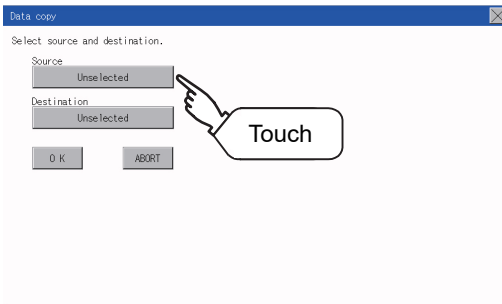 Data copy
Select source and destination.
Source
Unselected
Destination
Unselected
Touch
O K
ABORT